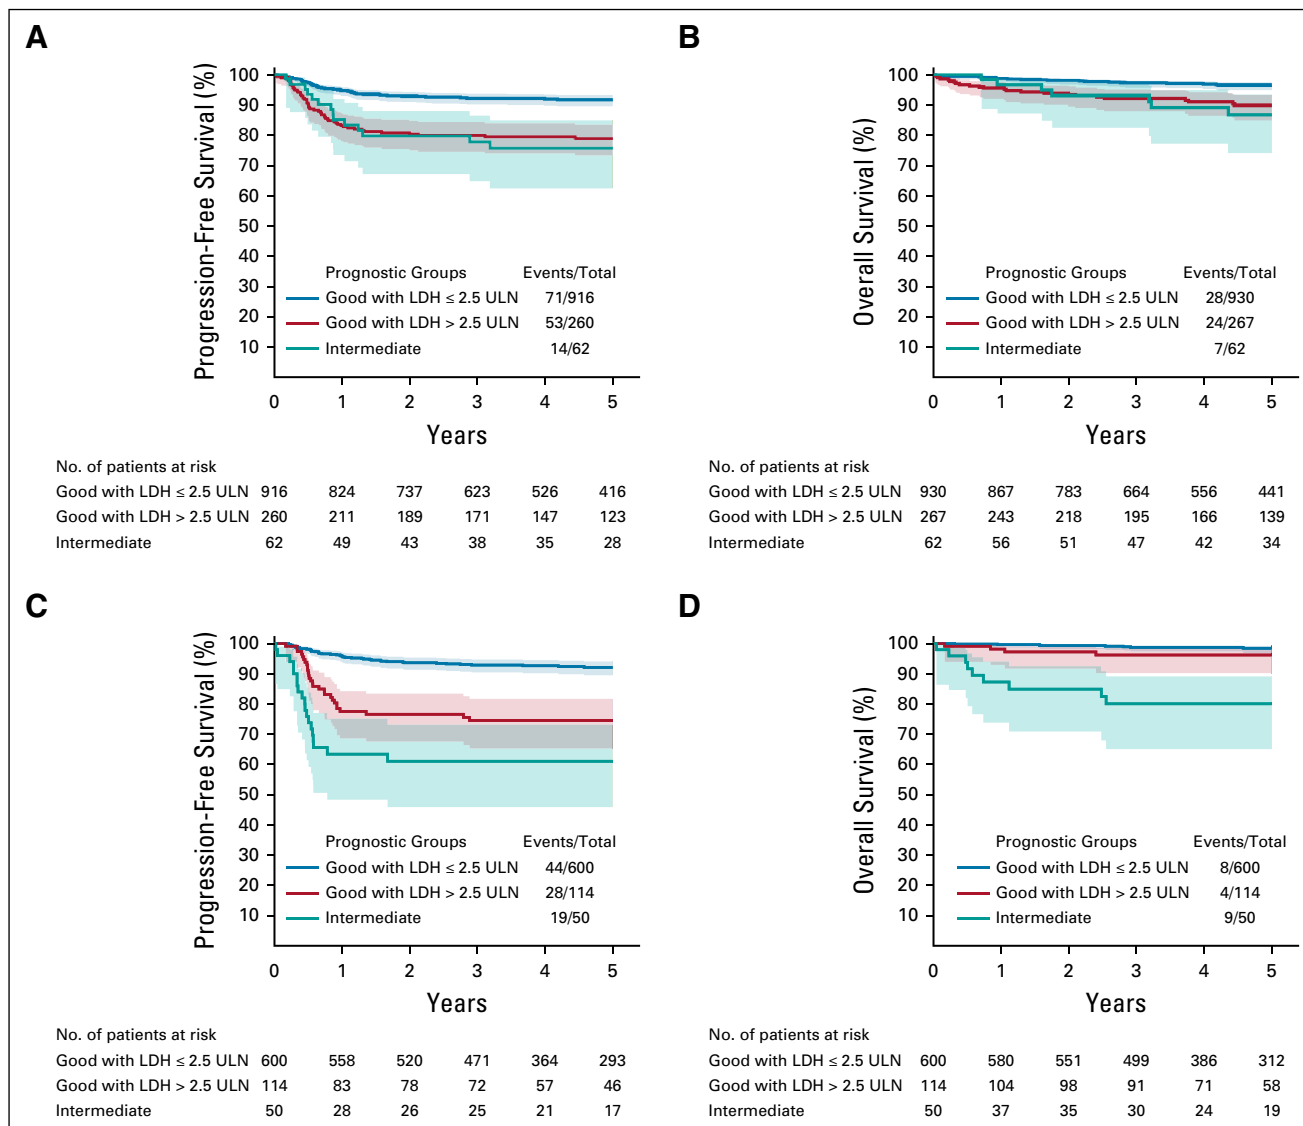 A
Progression-Free Survival (%)
100
90
80
70
60
50
40
30
20
10
Prognostic Groups Events/Total
Good with LDH ≤ 2.5 ULN 71/916
Good with LDH > 2.5 ULN 53/260
Intermediate 14/62
0 1 2 3 4 5
Years
No. of patients at risk
Good with LDH ≤ 2.5 ULN 916 824 737 623 526 416
Good with LDH > 2.5 ULN 260 211 189 171 147 123
Intermediate 62 49 43 38 35 28
B
Overall Survival (%)
100
90
80
70
60
50
40
30
20
10
Prognostic Groups Events/Total
Good with LDH ≤ 2.5 ULN 28/930
Good with LDH > 2.5 ULN 24/267
Intermediate 7/62
0 1 2 3 4 5
Years
No. of patients at risk
Good with LDH ≤ 2.5 ULN 930 867 783 664 556 441
Good with LDH > 2.5 ULN 267 243 218 195 166 139
Intermediate 62 56 51 47 42 34
C
Progression-Free Survival (%)
100
90
80
70
60
50
40
30
20
10
Prognostic Groups Events/Total
Good with LDH ≤ 2.5 ULN 44/600
Good with LDH > 2.5 ULN 28/114
Intermediate 19/50
0 1 2 3 4 5
Years
No. of patients at risk
Good with LDH ≤ 2.5 ULN 600 558 520 471 364 293
Good with LDH > 2.5 ULN 114 83 78 72 57 46
Intermediate 50 28 26 25 21 17
D
Overall Survival (%)
100
90
80
70
60
50
40
30
20
10
Prognostic Groups Events/Total
Good with LDH ≤ 2.5 ULN 8/600
Good with LDH > 2.5 ULN 4/114
Intermediate 9/50
0 1 2 3 4 5
Years
No. of patients at risk
Good with LDH ≤ 2.5 ULN 600 580 551 499 386 312
Good with LDH > 2.5 ULN 114 104 98 91 71 58
Intermediate 50 37 35 30 24 19